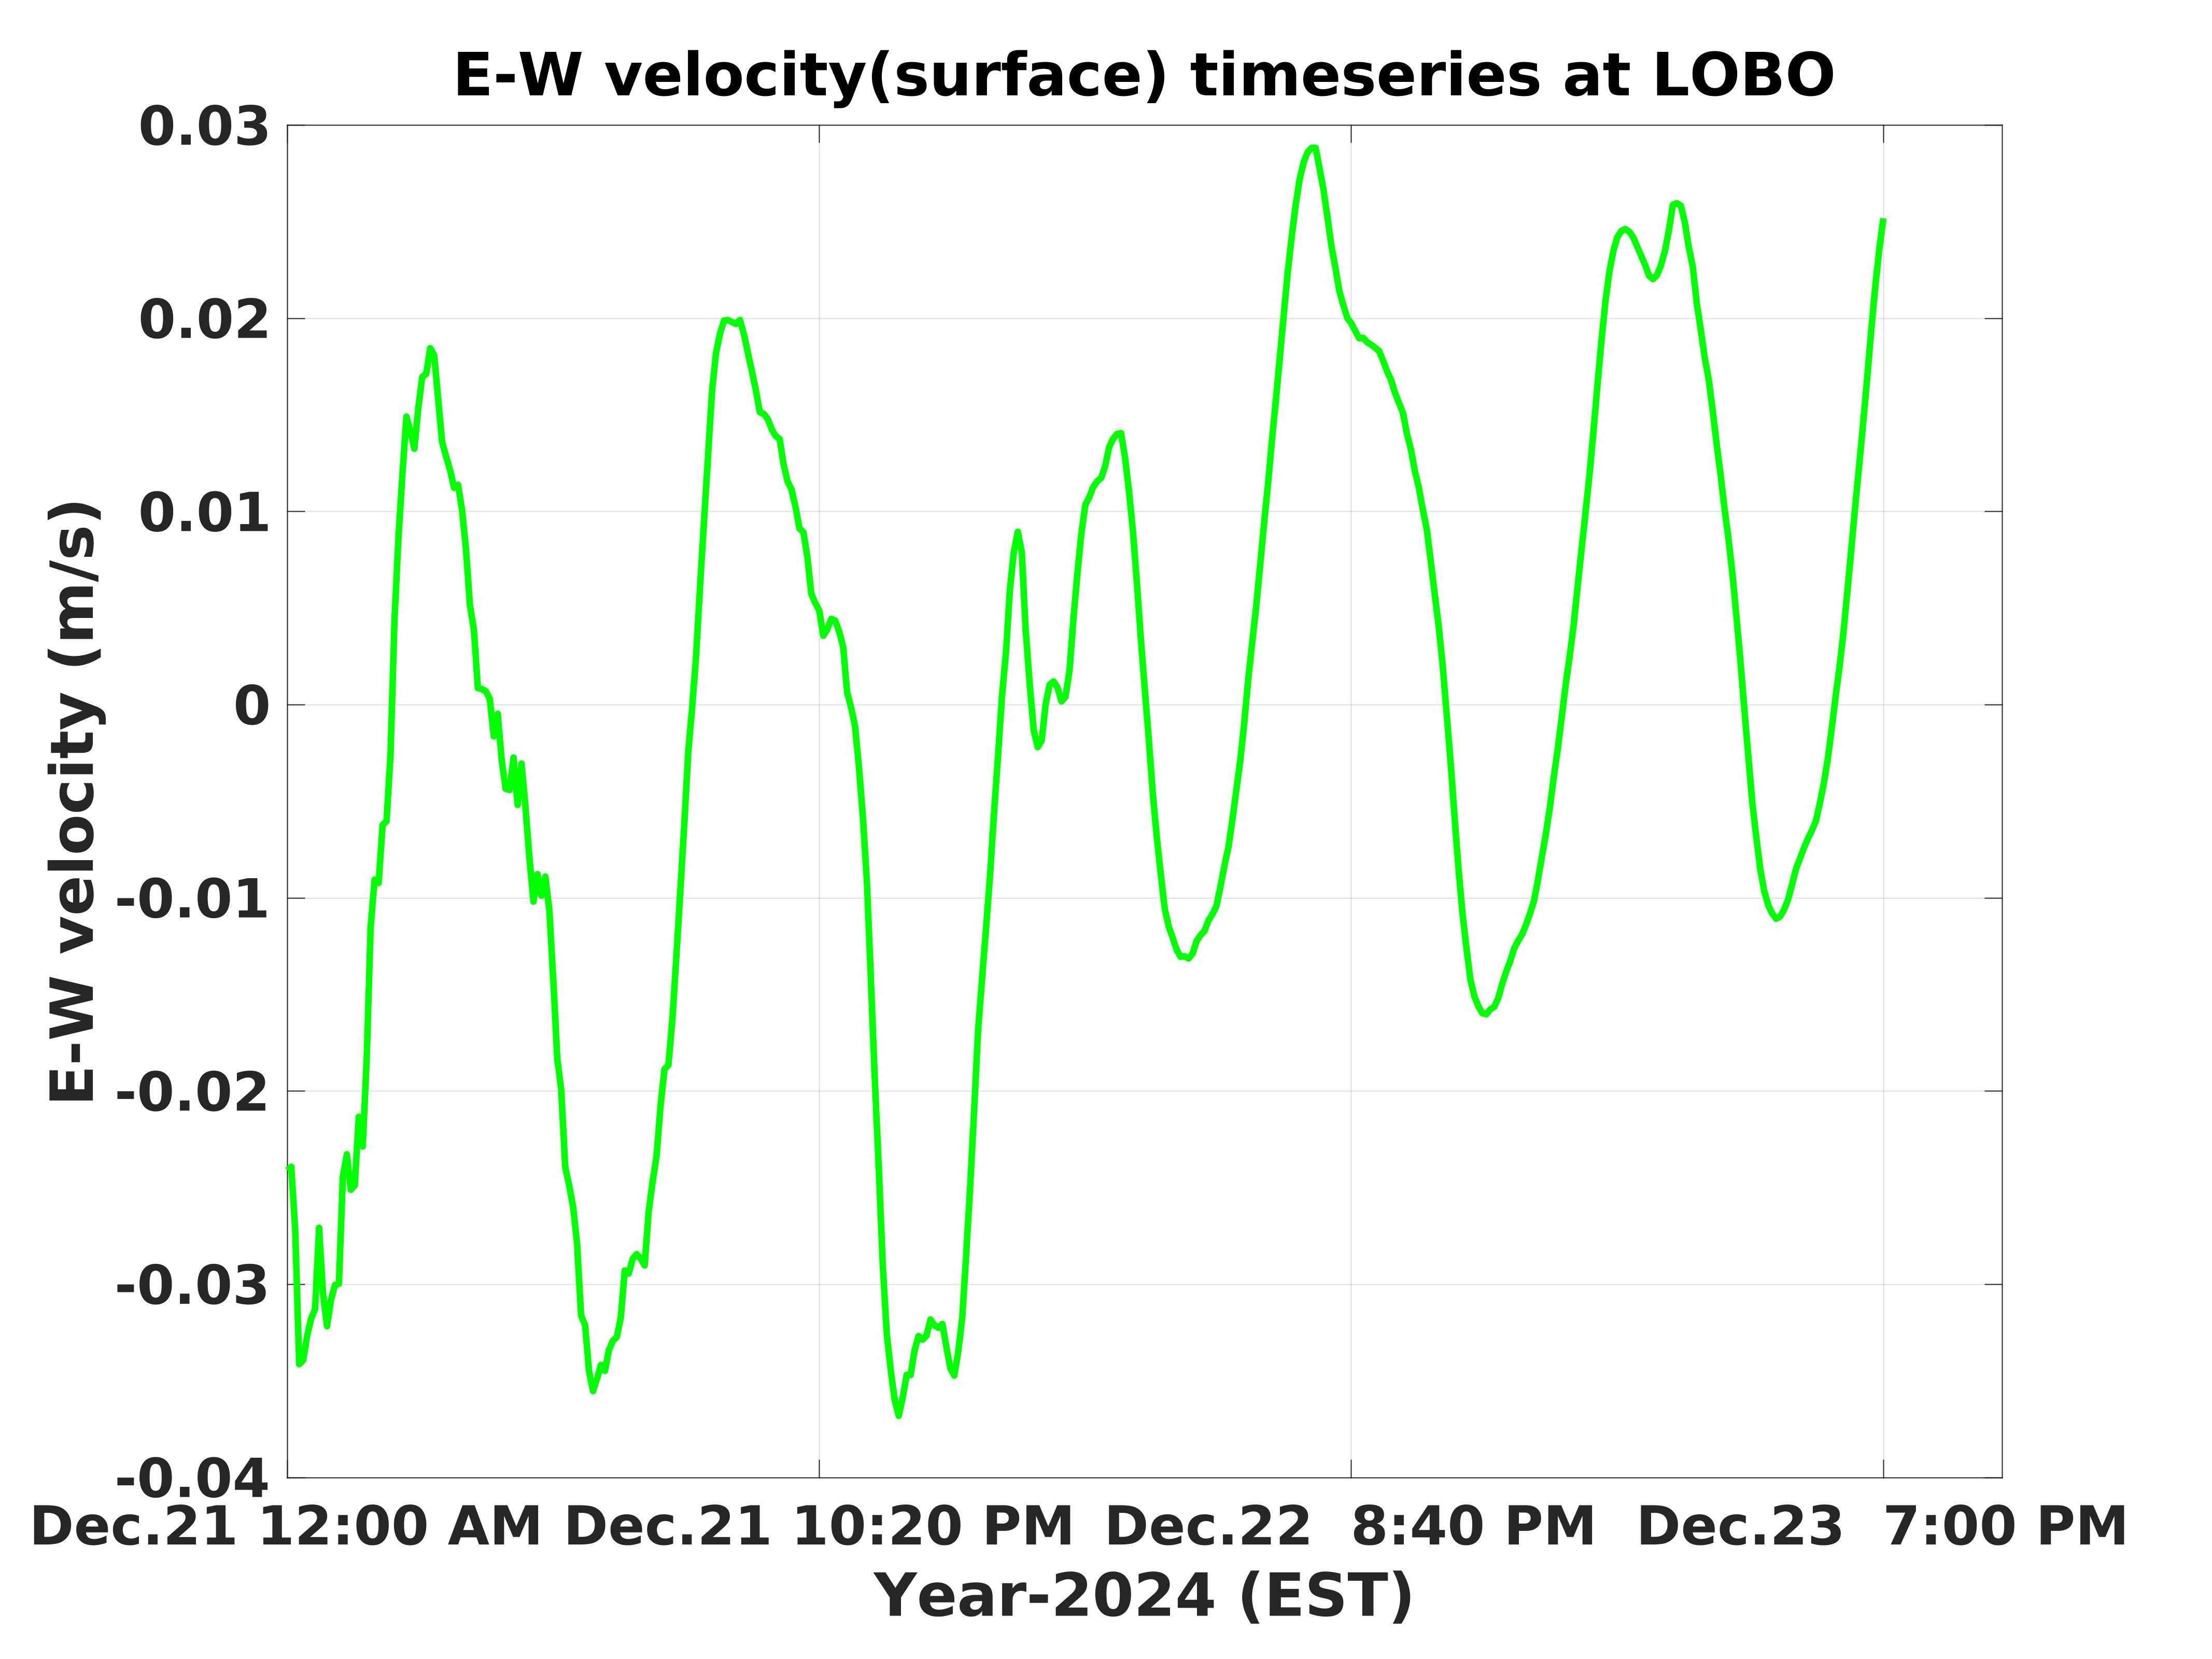 E-W velocity(surface) timeseries at LOBO
E-W velocity (m/s)
0.03
0.02
0.01
0
-0.01
-0.02
-0.03
-0.04
Dec.21 12:00 AM Dec.21 10:20 PM Dec.22  8:40 PM Dec.23  7:00 PM
Year-2024 (EST)